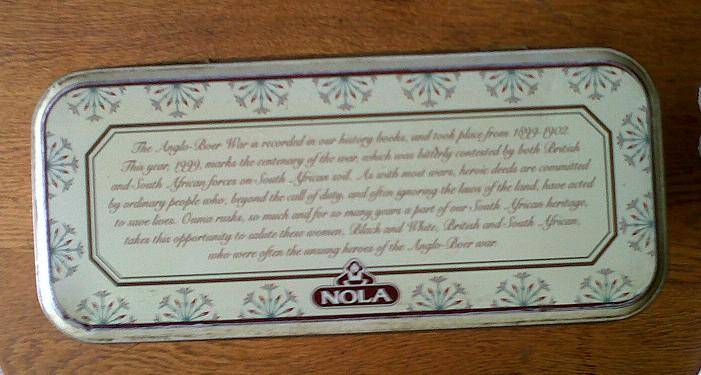 The Anglo-Boer War is recorded in our history books, and took place from 1899-1902.
This year, 1999, marks the centenary of the war, which was bitterly contested by both British
and South African forces on South African soil. As with most wars, heroic deeds are committed
by ordinary people who, beyond the call of duty, and often ignoring the laws of the land, have acted
to save lives. Ouma rusks, so much and for so many years a part of our South African heritage,
takes this opportunity to salute these women, Black and White, British and South African,
who were often the unsung heroes of the Anglo-Boer war.
NOLA